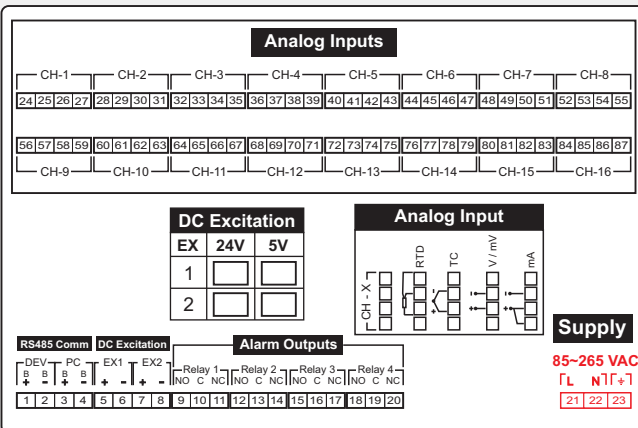 Analog Inputs
CH-1 CH-2 CH-3 CH-4 CH-5 CH-6 CH-7 CH-8
24 25 26 27 28 29 30 31 32 33 34 35 36 37 38 39 40 41 42 43 44 45 46 47 48 49 50 51 52 53 54 55
56 57 58 59 60 61 62 63 64 65 66 67 68 69 70 71 72 73 74 75 76 77 78 79 80 81 82 83 84 85 86 87
CH-9 CH-10 CH-11 CH-12 CH-13 CH-14 CH-15 CH-16
DC Excitation
EX 24V 5V
1
2
Analog Input
CH - X RTD TC V / mV mA
Supply
85~265 VAC
L N ⏚
21 22 23
RS485 Comm DC Excitation Alarm Outputs
DEV PC EX1 EX2 Relay 1 Relay 2 Relay 3 Relay 4
B B B B NO C NC NO C NC NO C NC NO C NC
+ - + - + - + -
1 2 3 4 5 6 7 8 9 10 11 12 13 14 15 16 17 18 19 20